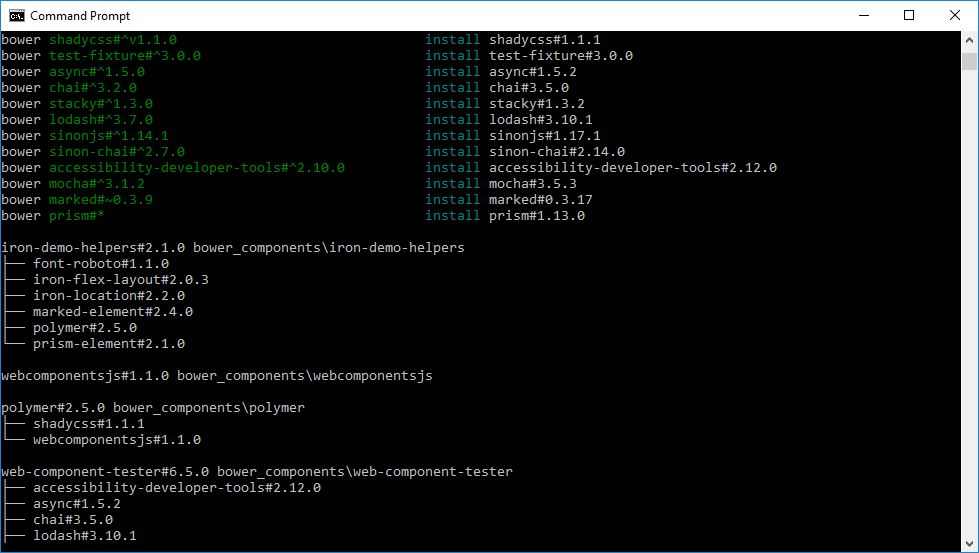 Command Prompt
bower shadycss#^v1.1.0 install shadycss#1.1.1
bower test-fixture#^3.0.0 install test-fixture#3.0.0
bower async#^1.5.0 install async#1.5.2
bower chai#^3.2.0 install chai#3.5.0
bower stacky#^1.3.0 install stacky#1.3.2
bower lodash#^3.7.0 install lodash#3.10.1
bower sinonjs#^1.14.1 install sinonjs#1.17.1
bower sinon-chai#^2.7.0 install sinon-chai#2.14.0
bower accessibility-developer-tools#^2.10.0 install accessibility-developer-tools#2.12.0
bower mocha#^3.1.2 install mocha#3.5.3
bower marked#~0.3.9 install marked#0.3.17
bower prism#* install prism#1.13.0
iron-demo-helpers#2.1.0 bower_components\iron-demo-helpers
├── font-roboto#1.1.0
├── iron-flex-layout#2.0.3
├── iron-location#2.2.0
├── marked-element#2.4.0
├── polymer#2.5.0
└── prism-element#2.1.0
webcomponentsjs#1.1.0 bower_components\webcomponentsjs
polymer#2.5.0 bower_components\polymer
├── shadycss#1.1.1
└── webcomponentsjs#1.1.0
web-component-tester#6.5.0 bower_components\web-component-tester
├── accessibility-developer-tools#2.12.0
├── async#1.5.2
├── chai#3.5.0
├── lodash#3.10.1